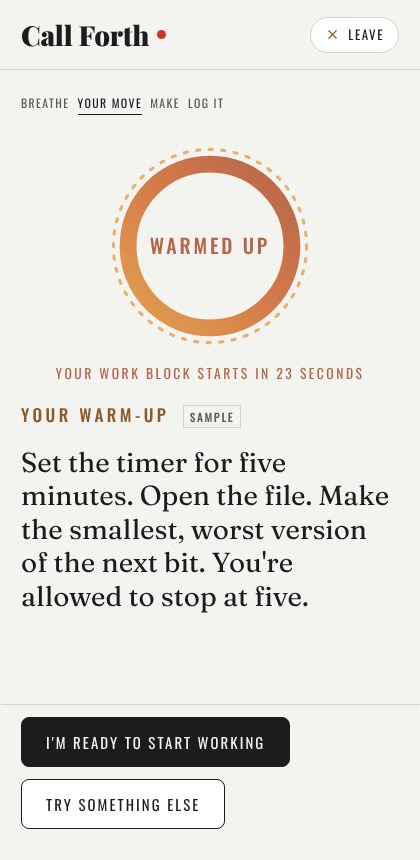 Call Forth
× LEAVE
BREATHE YOUR MOVE MAKE LOG IT
WARMED UP
YOUR WORK BLOCK STARTS IN 23 SECONDS
YOUR WARM-UP SAMPLE
Set the timer for five
minutes. Open the file. Make
the smallest, worst version
of the next bit. You're
allowed to stop at five.
I'M READY TO START WORKING
TRY SOMETHING ELSE